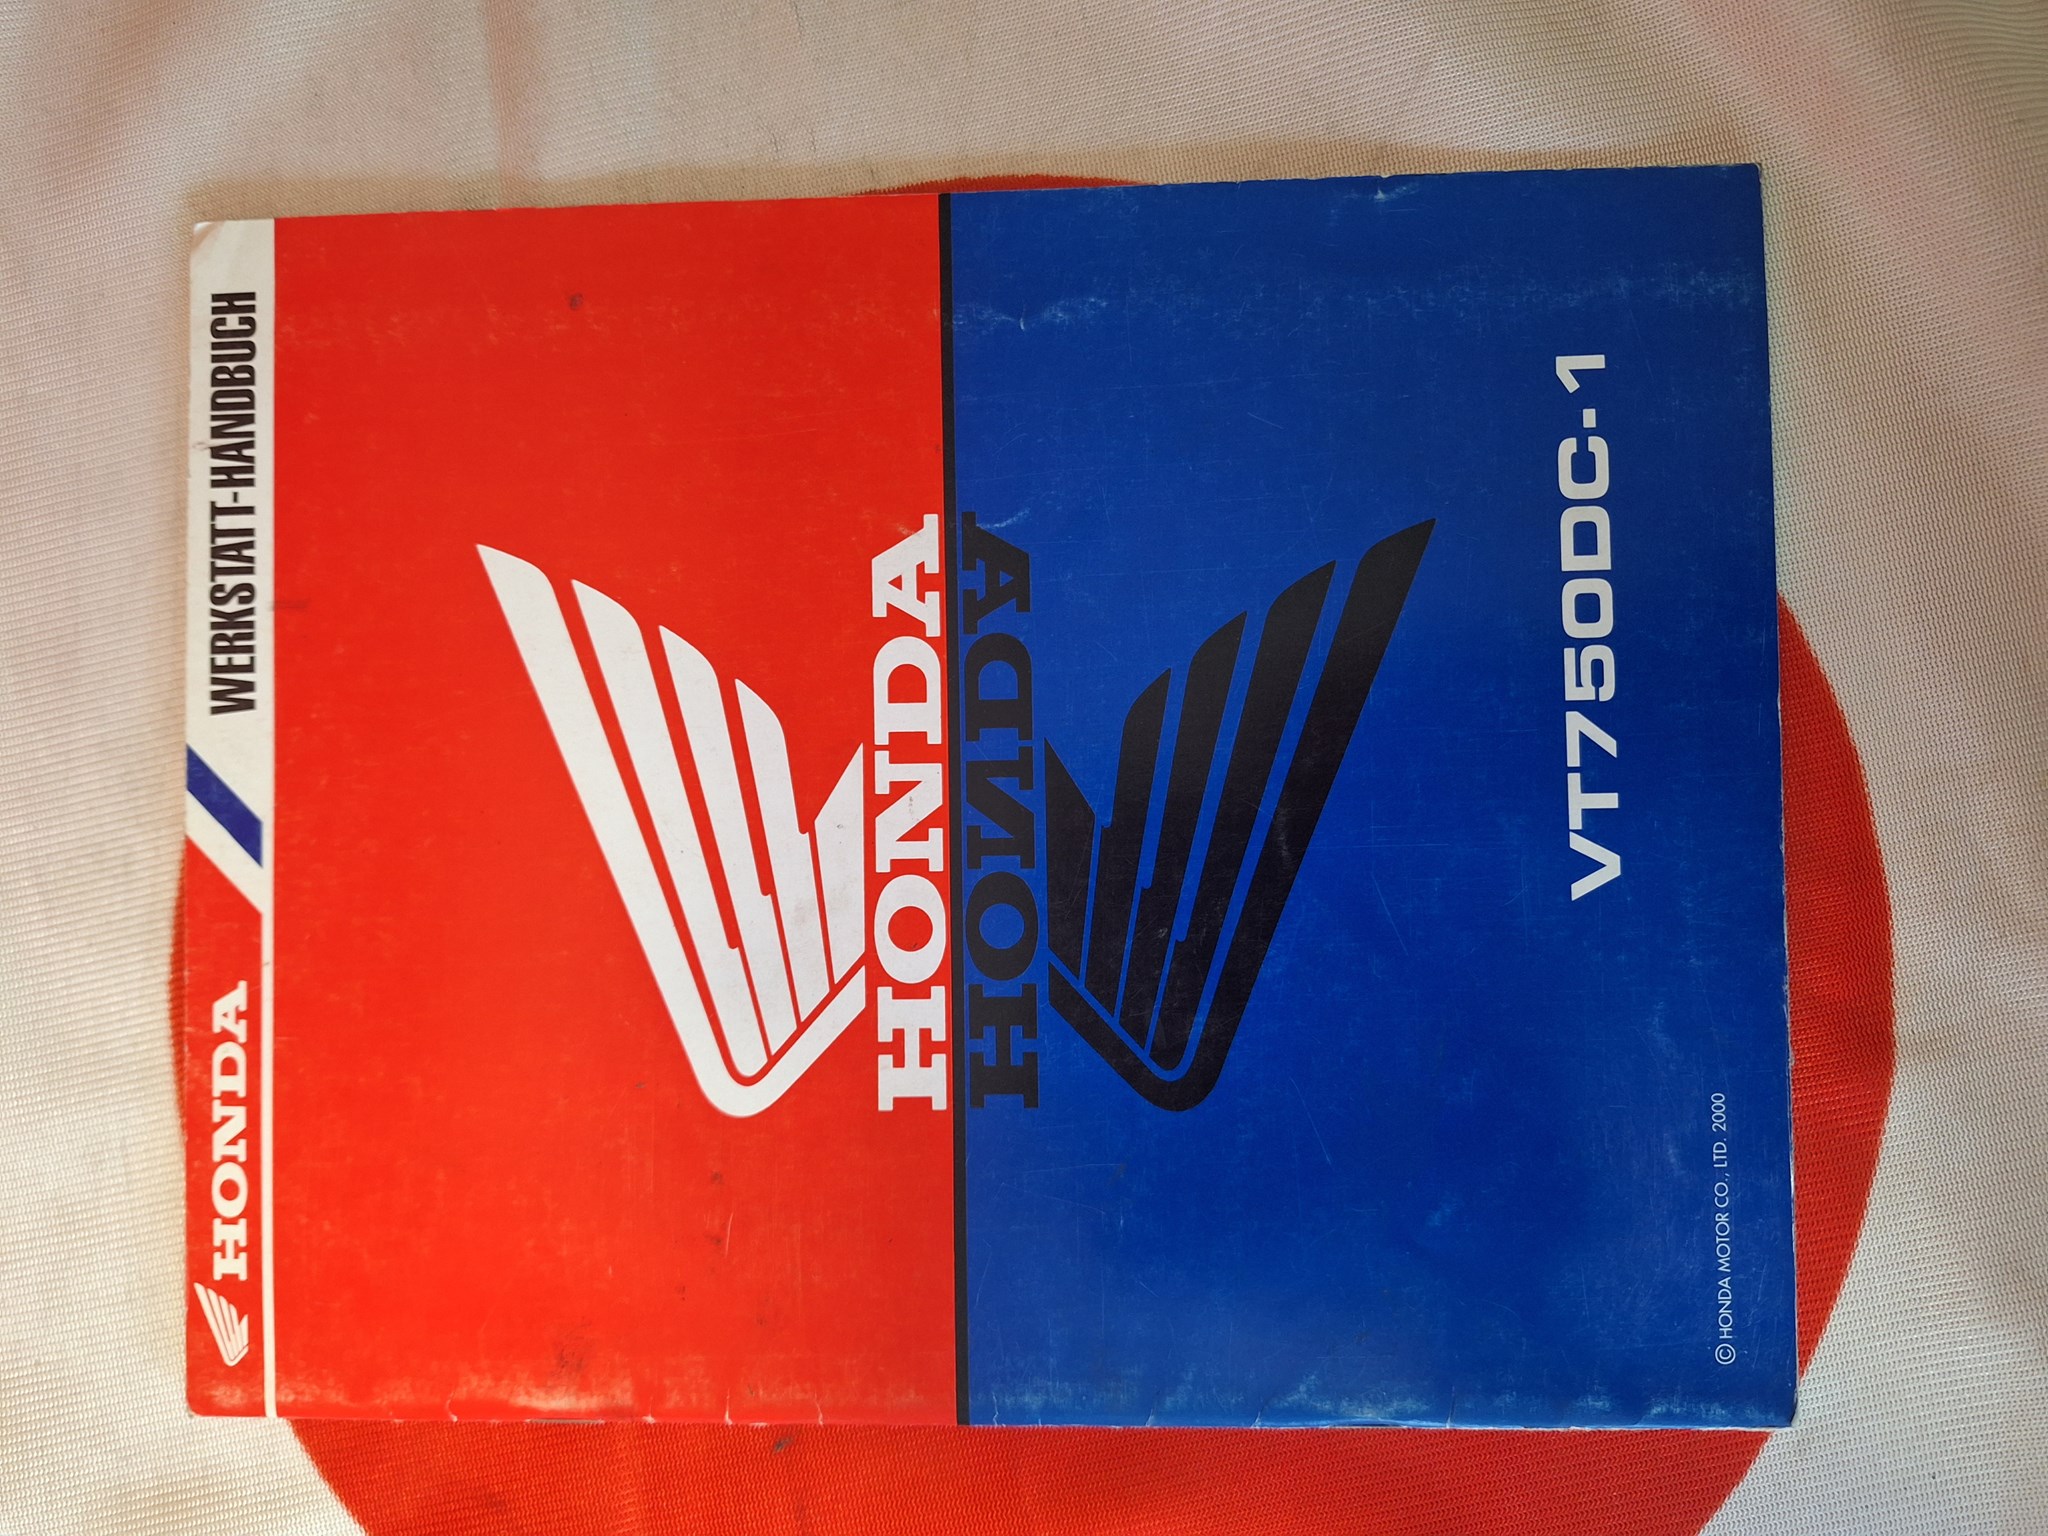 HONDA
WERKSTATT-HANDBUCH
HONDA
HONDA
VT750DC·1
© HONDA MOTOR CO., LTD. 2000